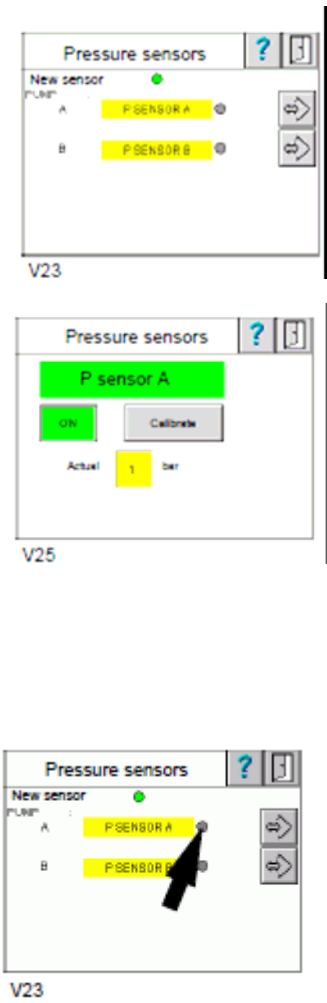 Pressure sensors ?
New sensor
PUMP :
A P SENSOR A
B P SENSOR B
V23
Pressure sensors ?
P sensor A
ON Calibrate
Actual 1 bar
V25
Pressure sensors ?
New sensor
PUMP :
A P SENSOR A
B P SENSOR
V23